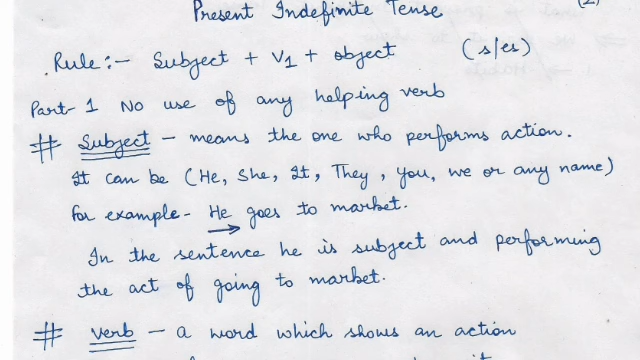 Present Indefinite Tense (2)
Rule :- Subject + V1 + object (s/es)
Part 1 No use of any helping verb
# Subject - means the one who performs action.
It can be (He, She, It, They, you, we or any name)
for example - He goes to market.
In the sentence he is subject and performing
the act of going to market.
# Verb - a word which shows an action